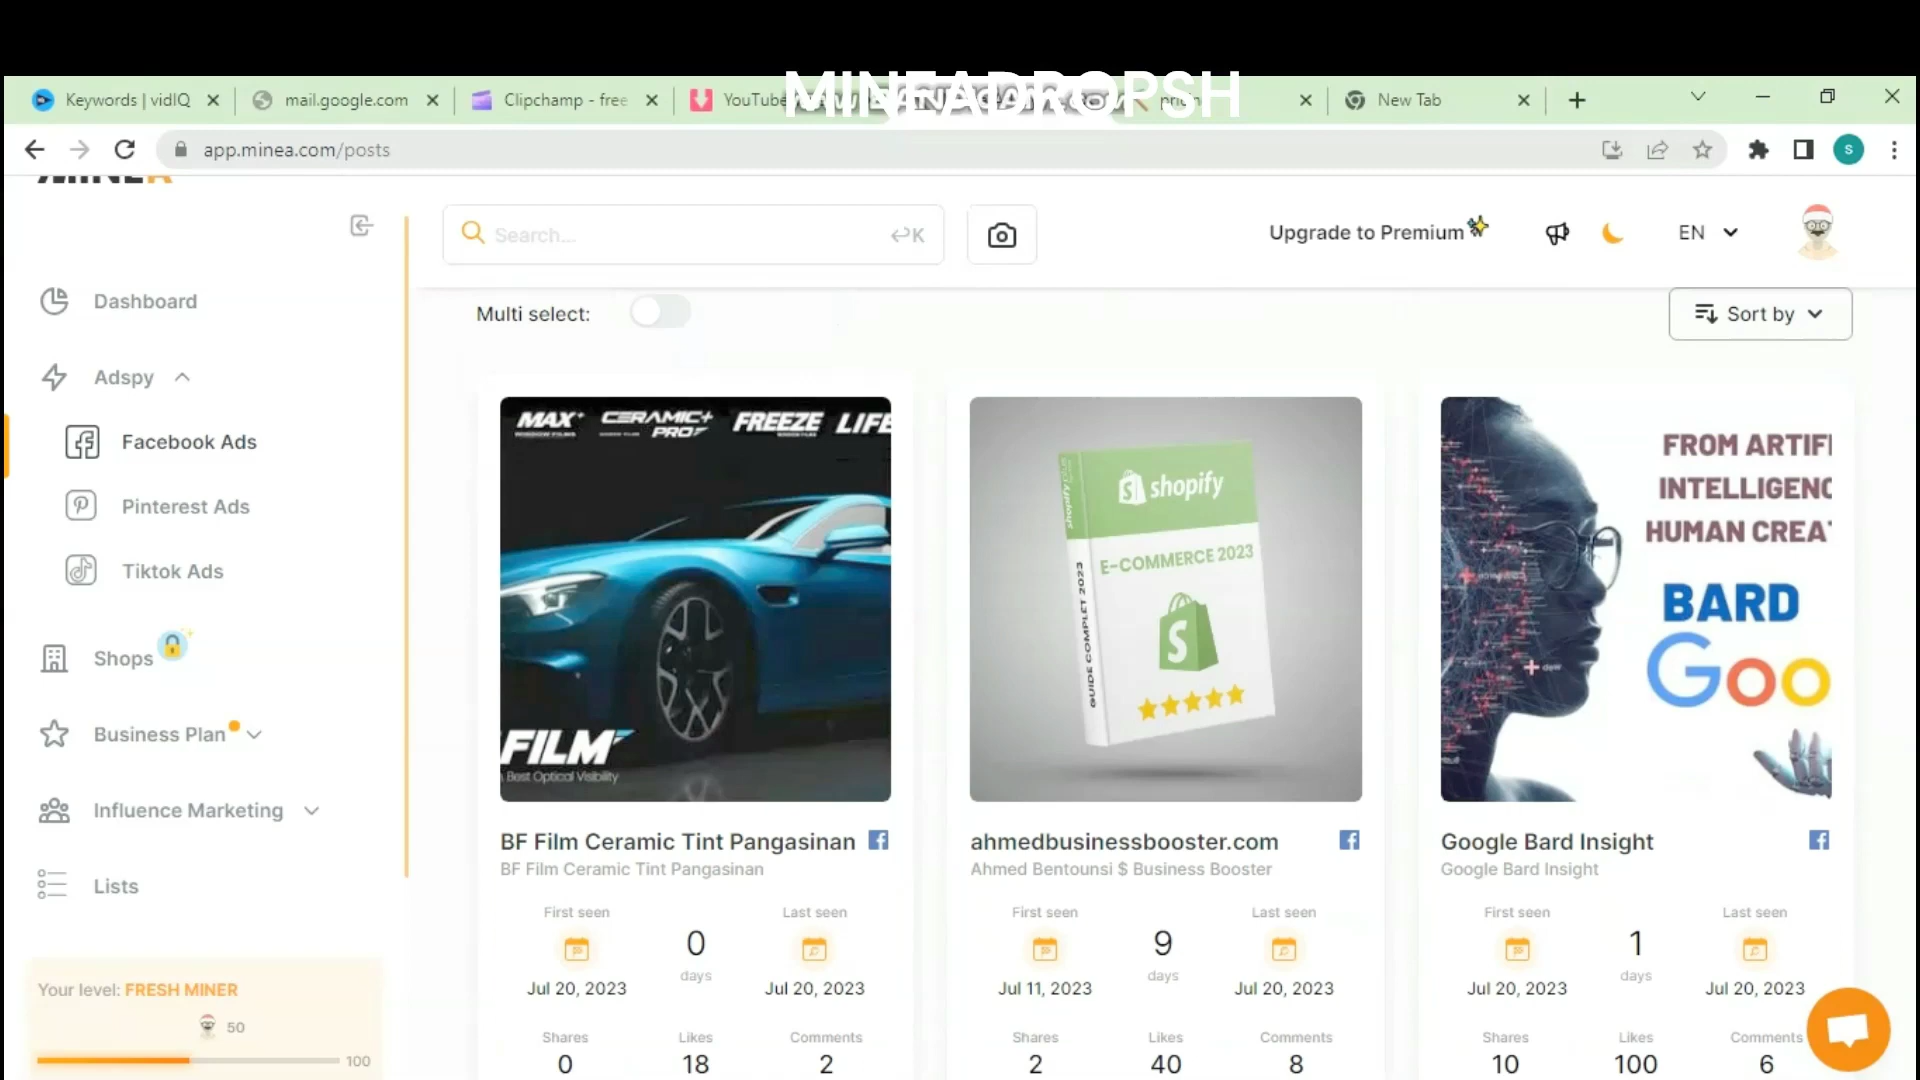 MINEADROPSH
Keywords | vidIQ
mail.google.com
Clipchamp - free
YouTube
New Tab
app.minea.com/posts
Search...
K
Upgrade to Premium
EN
Multi select:
Sort by
Dashboard
Adspy
Facebook Ads
Pinterest Ads
Tiktok Ads
Shops
Business Plan
Influence Marketing
Lists
Your level: FRESH MINER
50
100
MAX+ CERAMIC+ PRO FREEZE LIFE
FILM
Best Optical Visibility
BF Film Ceramic Tint Pangasinan
BF Film Ceramic Tint Pangasinan
First seen
0
days
Last seen
Jul 20, 2023
Jul 20, 2023
Shares
Likes
Comments
0
18
2
shopify
E-COMMERCE 2023
GUIDE COMPLET 2023
S
ahmedbusinessbooster.com
Ahmed Bentounsi $ Business Booster
First seen
9
days
Last seen
Jul 11, 2023
Jul 20, 2023
Shares
Likes
Comments
2
40
8
FROM ARTIFI
INTELLIGENC
HUMAN CREA
BARD
Goo
Google Bard Insight
Google Bard Insight
First seen
1
days
Last seen
Jul 20, 2023
Jul 20, 2023
Shares
Likes
Comments
10
100
6